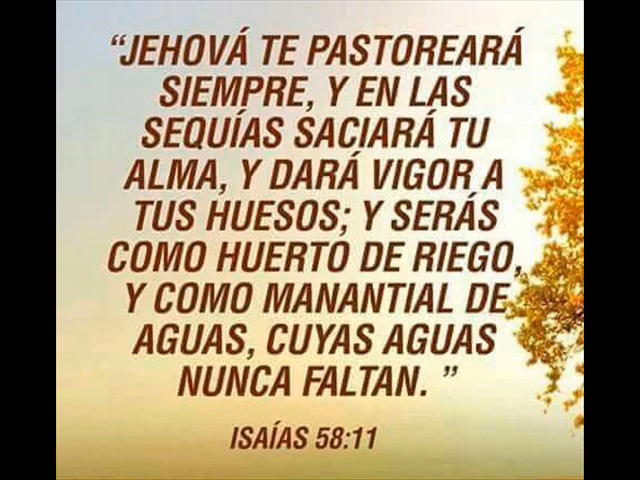 “JEHOVÁ TE PASTOREARÁ
SIEMPRE, Y EN LAS
SEQUÍAS SACIARÁ TU
ALMA, Y DARÁ VIGOR A
TUS HUESOS; Y SERÁS
COMO HUERTO DE RIEGO,
Y COMO MANANTIAL DE
AGUAS, CUYAS AGUAS
NUNCA FALTAN. ”
ISAÍAS 58:11